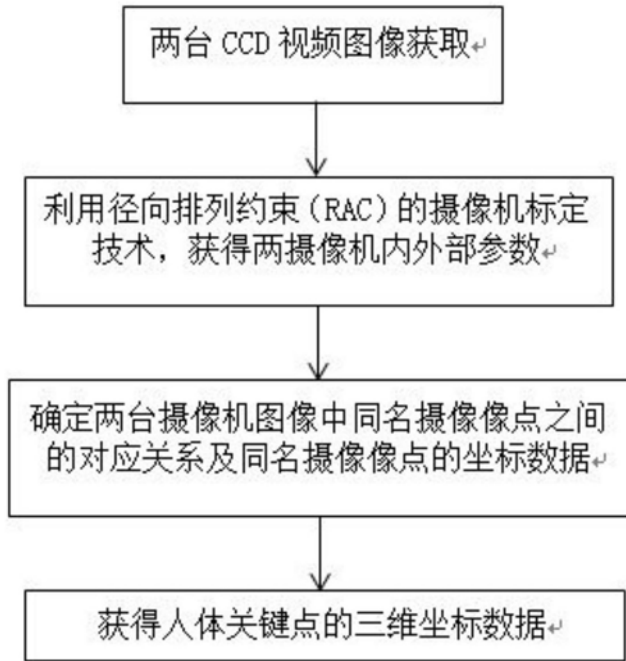 两台 CCD 视频图像获取↵
利用径向排列约束(RAC)的摄像机标定
技术，获得两摄像机内外部参数↵
确定两台摄像机图像中同名摄像像点之间
的对应关系及同名摄像像点的坐标数据↵
获得人体关键点的三维坐标数据↵